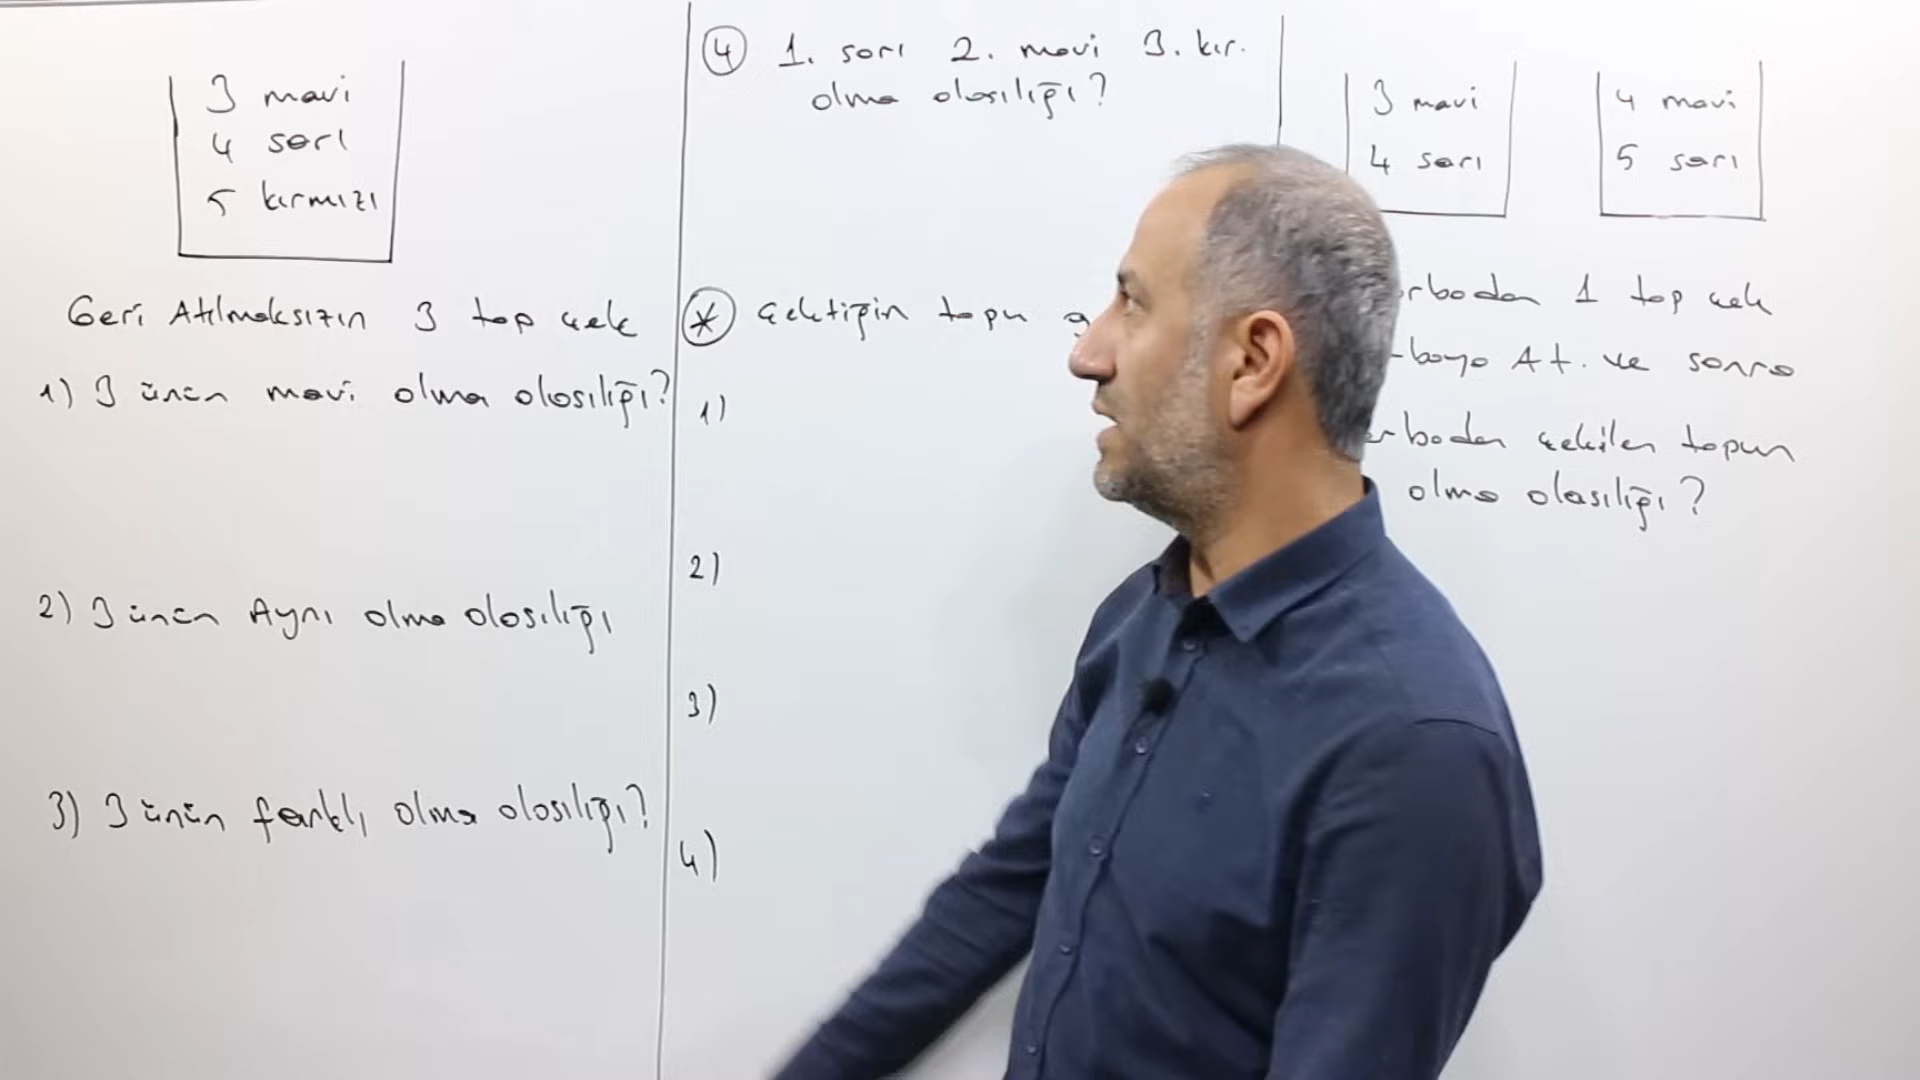 3 mavi
4 sarı
5 kırmızı
Geri Atılmaksızın 3 top çek
1) 3 ünün mavi olma olasılığı?
2) 3 ünün Aynı olma olasılığı
3) 3 ünün farklı olma olasılığı?
4 1. sarı 2. mavi 3. kır.
olma olasılığı?
* Çektiğin topu
1)
2)
3)
4)
3 mavi
4 sarı
4 mavi
5 sarı
1 top çek
At. ve sonra
çekilen topun
olma olasılığı?